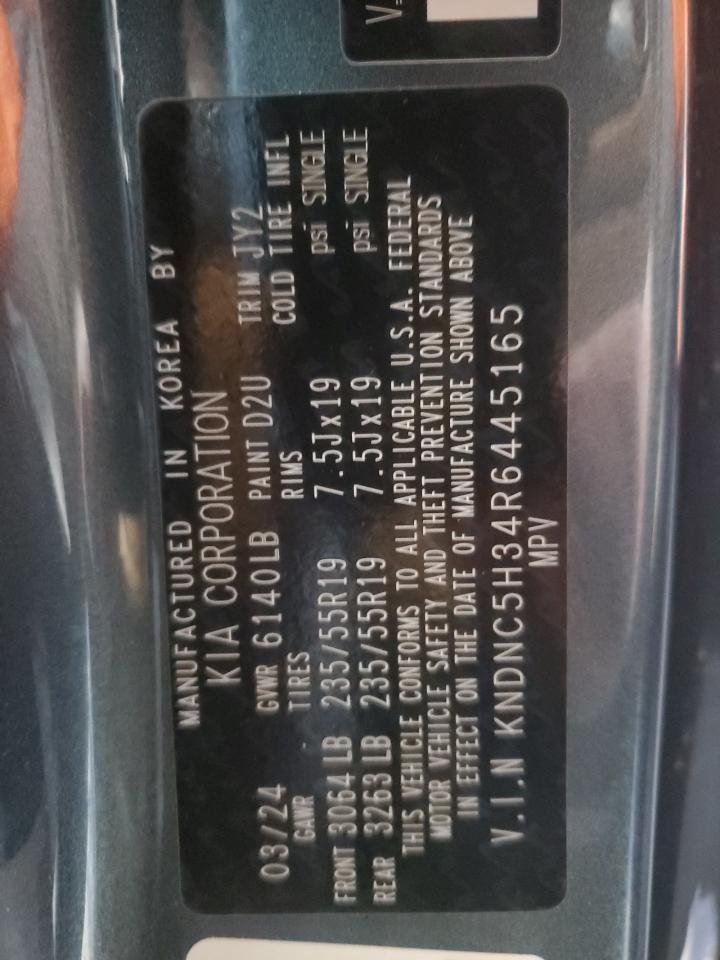 MANUFACTURED IN KOREA BY
KIA CORPORATION
03/24 GVWR 6140LB PAINT D2U TRIM JY2
GAWR TIRES RIMS COLD TIRE INFL
FRONT 3064 LB 235/55R19 7.5Jx19 psi SINGLE
REAR 3263 LB 235/55R19 7.5Jx19 psi SINGLE
THIS VEHICLE CONFORMS TO ALL APPLICABLE U.S.A. FEDERAL
MOTOR VEHICLE SAFETY AND THEFT PREVENTION STANDARDS
IN EFFECT ON THE DATE OF MANUFACTURE SHOWN ABOVE
V.I.N KNDNC5H34R6445165
MPV